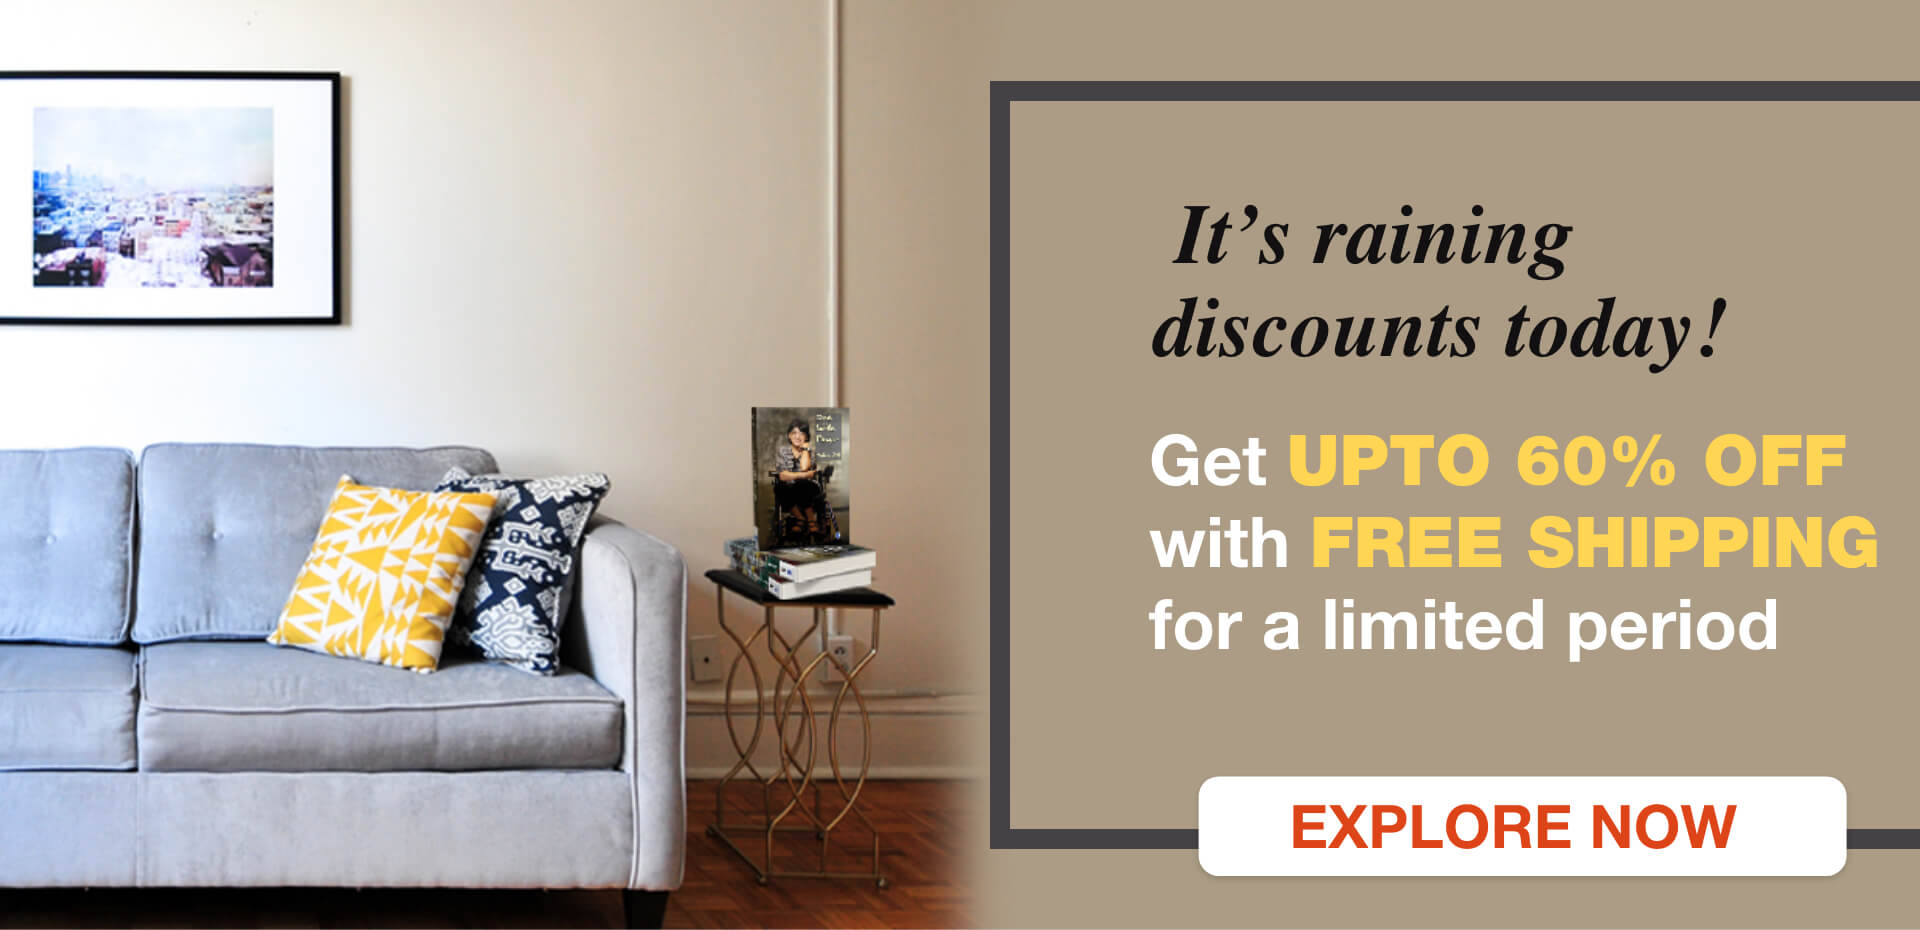 It’s raining
discounts today!
Get UPTO 60% OFF
with FREE SHIPPING
for a limited period
EXPLORE NOW